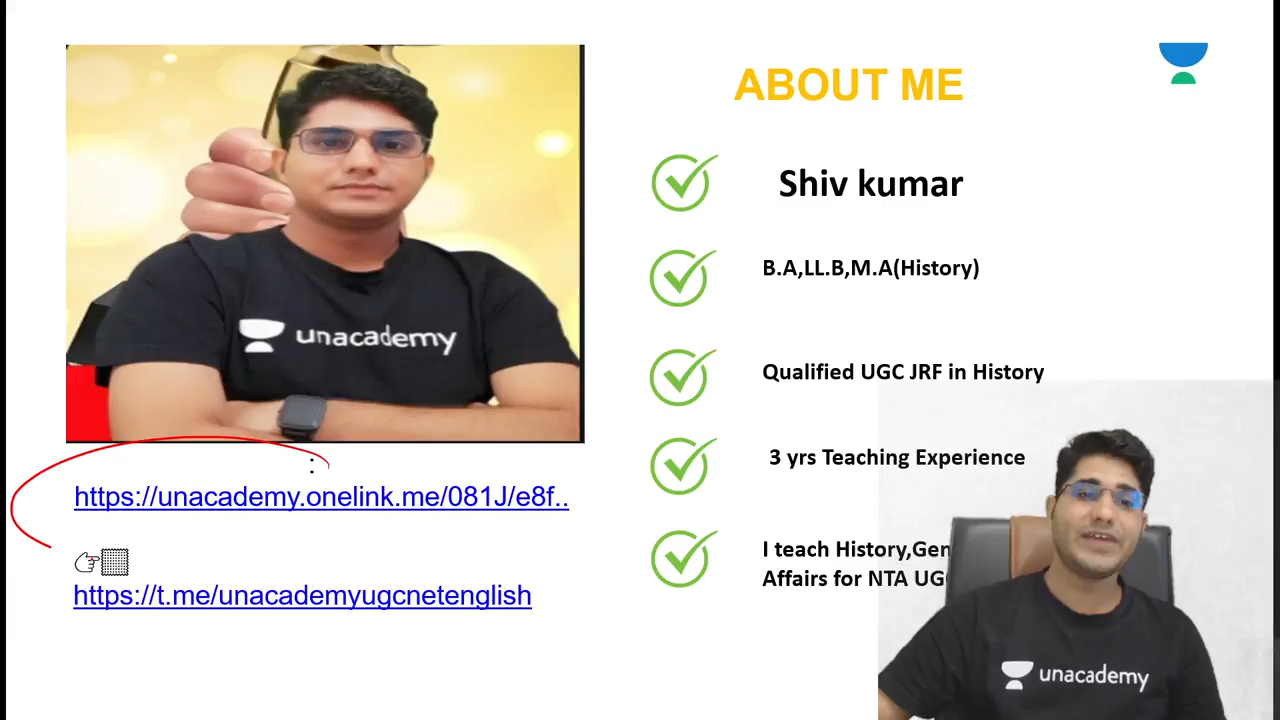 ABOUT ME
Shiv kumar
B.A,LL.B,M.A(History)
Qualified UGC JRF in History
3 yrs Teaching Experience
I teach History,Gen
Affairs for NTA UG
unacademy
:
https://unacademy.onelink.me/081J/e8f..
https://t.me/unacademyugcnetenglish
unacademy